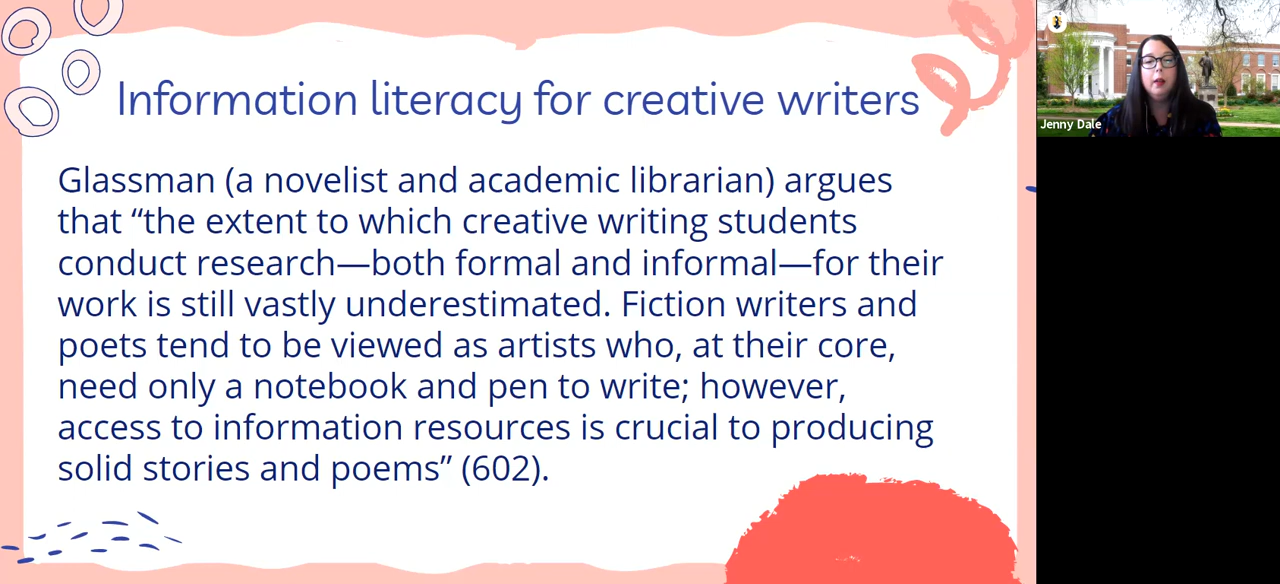 Information literacy for creative writers
Glassman (a novelist and academic librarian) argues
that “the extent to which creative writing students
conduct research—both formal and informal—for their
work is still vastly underestimated. Fiction writers and
poets tend to be viewed as artists who, at their core,
need only a notebook and pen to write; however,
access to information resources is crucial to producing
solid stories and poems” (602).
Jenny Dale